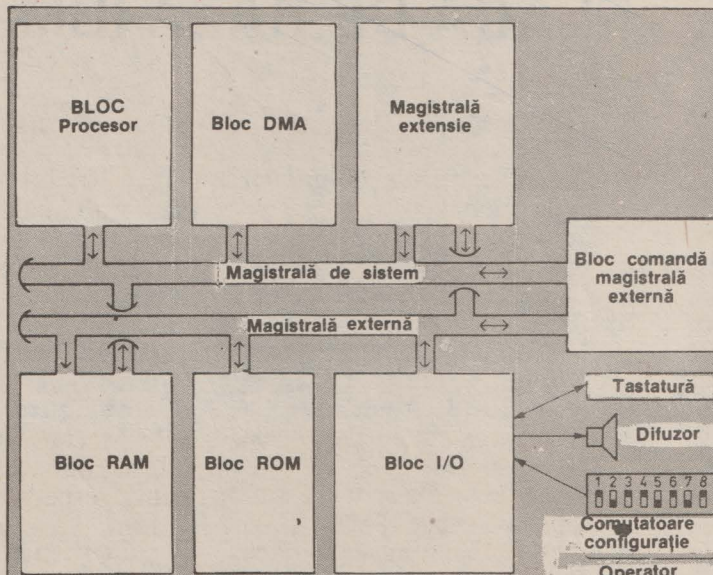 BLOC
Procesor
Bloc DMA
Magistrală
extensie
Magistrală de sistem
Bloc comandă
magistrală
externă
Magistrală externă
Tastatură
Bloc RAM
Bloc ROM
Bloc I/O
Difuzor
1 2 3 4 5 6 7 8
Comutatoare
configurație
Operator